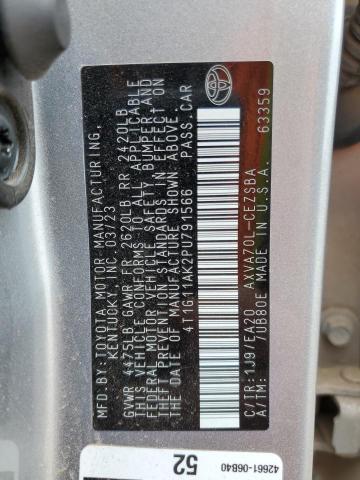 MFD. BY: TOYOTA MOTOR MANUFACTURING,
KENTUCKY, INC. 03/23
GVWR 4475LB GAWR FR 2620LB RR 2420LB
THIS VEHICLE CONFORMS TO ALL APPLICABLE
FEDERAL MOTOR VEHICLE SAFETY, BUMPER AND
THEFT PREVENTION STANDARDS IN EFFECT ON
THE DATE OF MANUFACTURE SHOWN ABOVE.
4T1G11AK2PU791566 PASS.CAR
63359
C/TR:1J9/EA20 AXVA70L-CEZSBA
A/TM: /UB80E MADE IN U.S.A.
52
42661-06B40